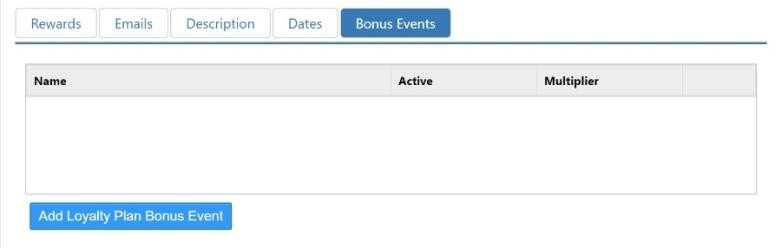 Rewards Emails Description Dates Bonus Events
Name Active Multiplier
Add Loyalty Plan Bonus Event